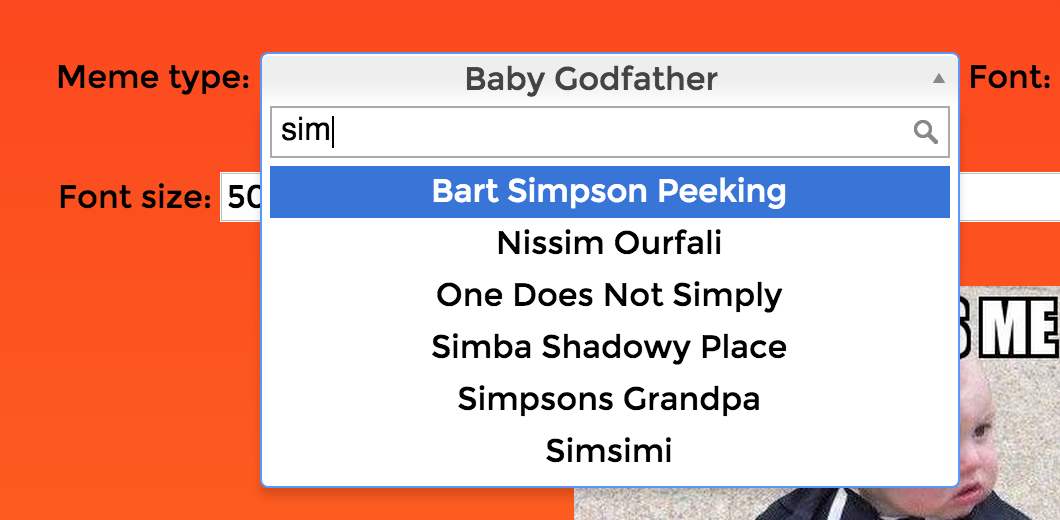 Meme type: Baby Godfather Font:
sim
Font size: 50
Bart Simpson Peeking
Nissim Ourfali
One Does Not Simply
Simba Shadowy Place
Simpsons Grandpa
Simsimi
ME